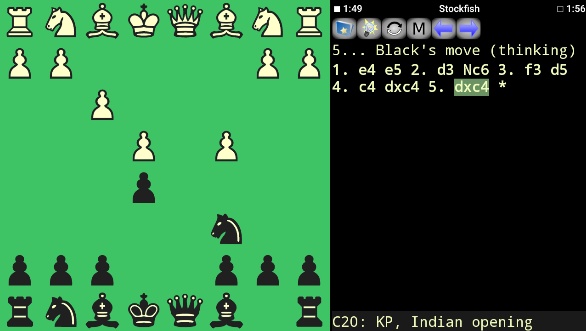 1:49 Stockfish 1:56
M
5... Black's move (thinking)
1. e4 e5 2. d3 Nc6 3. f3 d5
4. c4 dxc4 5. dxc4 *
C20: KP, Indian opening